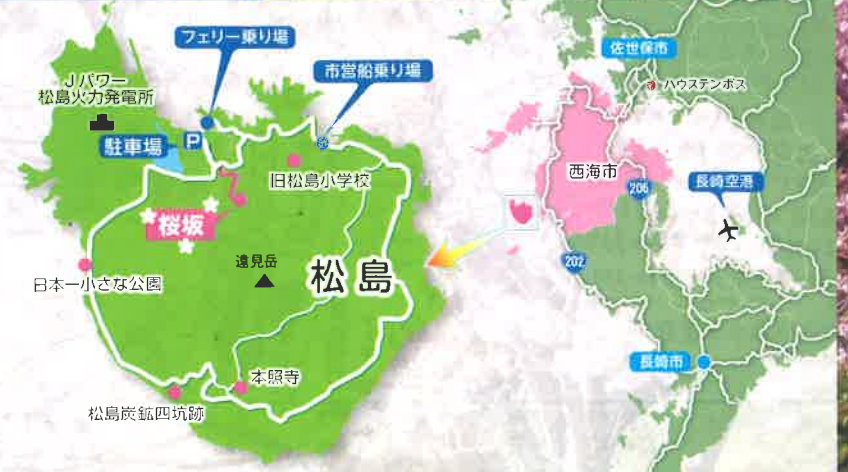 フェリー乗り場
市営船乗り場
Jパワー
松島火力発電所
P
駐車場
旧松島小学校
桜坂
遠見岳
松島
日本一小さな公園
本照寺
松島炭鉱四坑跡
佐世保市
ハウステンボス
西海市
206
長崎空港
202
長崎市